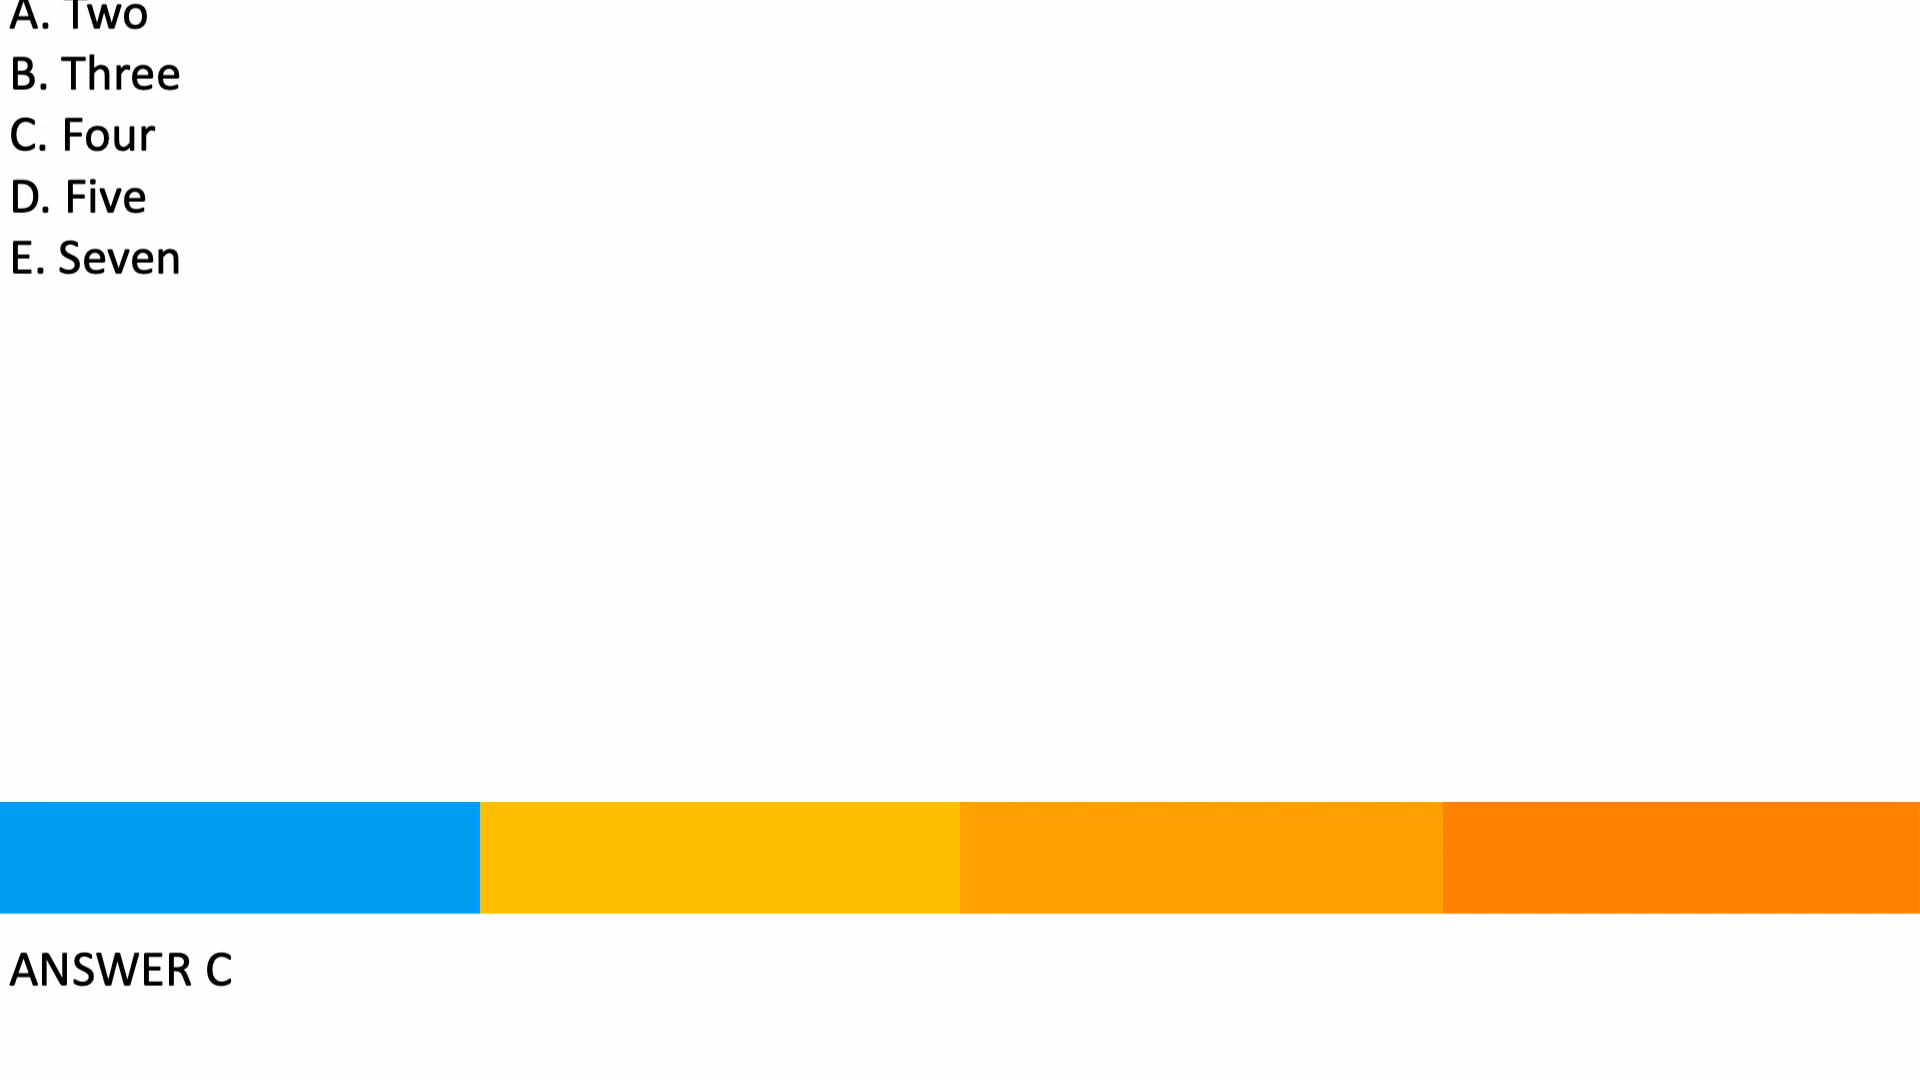 A. Two
B. Three
C. Four
D. Five
E. Seven
ANSWER C